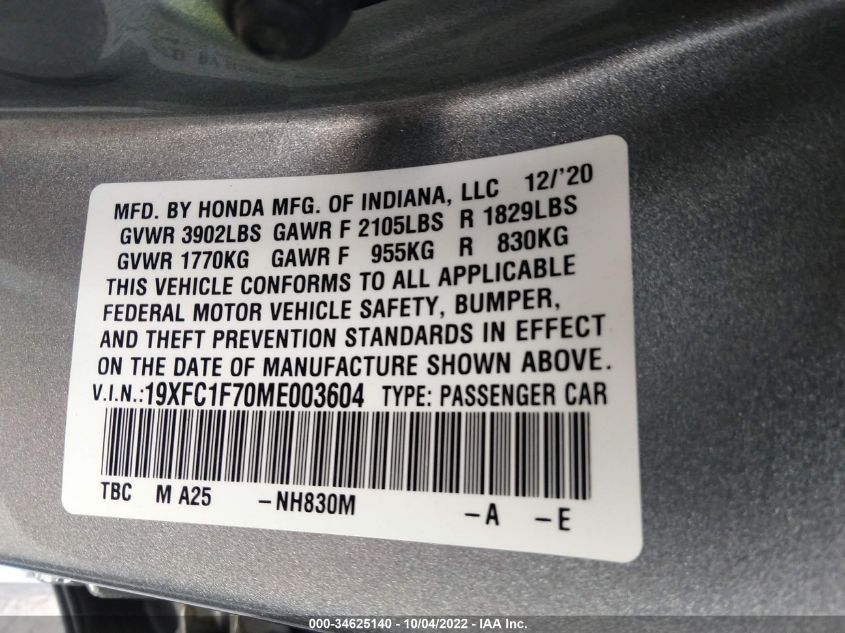 MFD. BY HONDA MFG. OF INDIANA, LLC 12/'20
GVWR 3902LBS GAWR F 2105LBS R 1829LBS
GVWR 1770KG GAWR F 955KG R 830KG
THIS VEHICLE CONFORMS TO ALL APPLICABLE
FEDERAL MOTOR VEHICLE SAFETY, BUMPER,
AND THEFT PREVENTION STANDARDS IN EFFECT
ON THE DATE OF MANUFACTURE SHOWN ABOVE.
V.I.N.:19XFC1F70ME003604 TYPE: PASSENGER CAR
TBC M A25 -NH830M -A -E
000-34625140 - 10/04/2022 - IAA Inc.